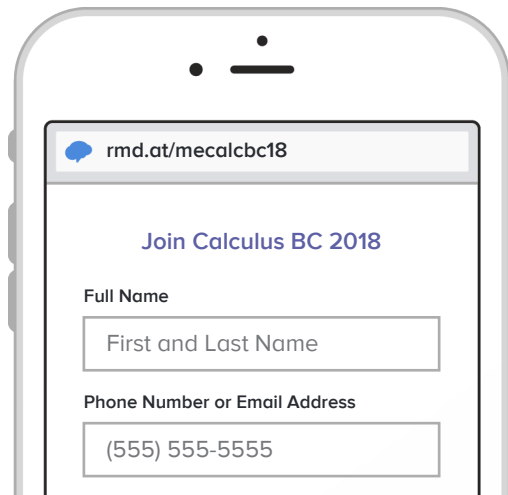 rmd.at/mecalcbc18
Join Calculus BC 2018
Full Name
First and Last Name
Phone Number or Email Address
(555) 555-5555